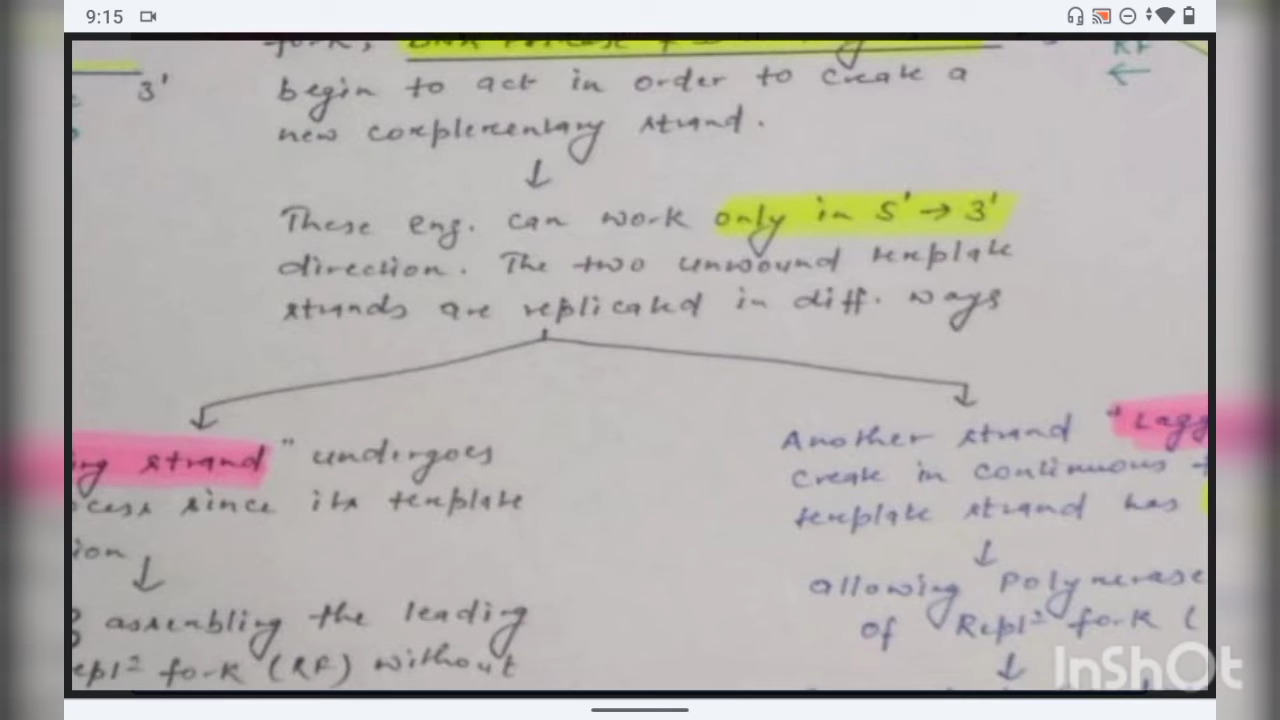 9:15
3'
RF
begin to act in order to create a
new complementary strand.
These eng. can work only in 5' → 3'
direction. The two unwound template
strands are replicated in diff. ways
strand" undergoes
since its template
assembling the leading
fork (RF) without
Another strand "Lagg
create in continuous
template strand has
allowing Polymerase
of Repl² fork (
InShOt